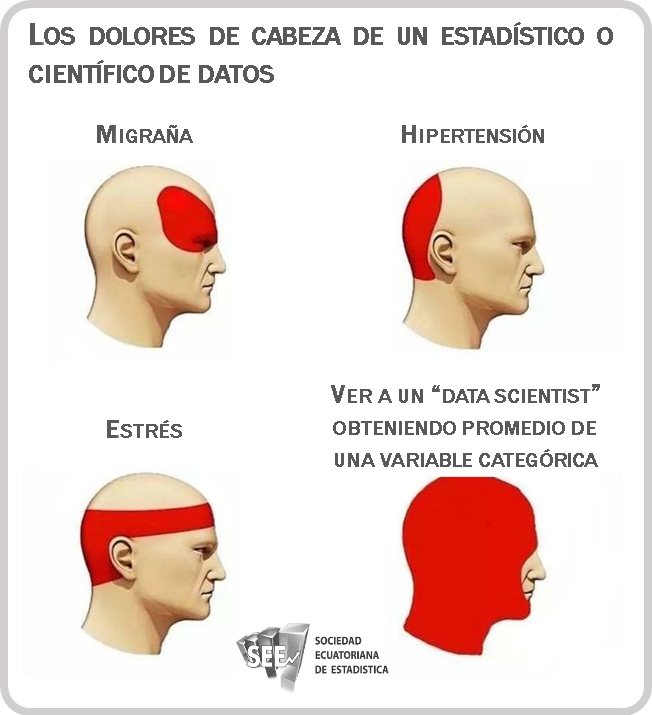 LOS DOLORES DE CABEZA DE UN ESTADÍSTICO O
CIENTÍFICO DE DATOS
MIGRAÑA
HIPERTENSIÓN
ESTRÉS
VER A UN “DATA SCIENTIST”
OBTENIENDO PROMEDIO DE
UNA VARIABLE CATEGÓRICA
SEE
SOCIEDAD
ECUATORIANA
DE ESTADISTICA